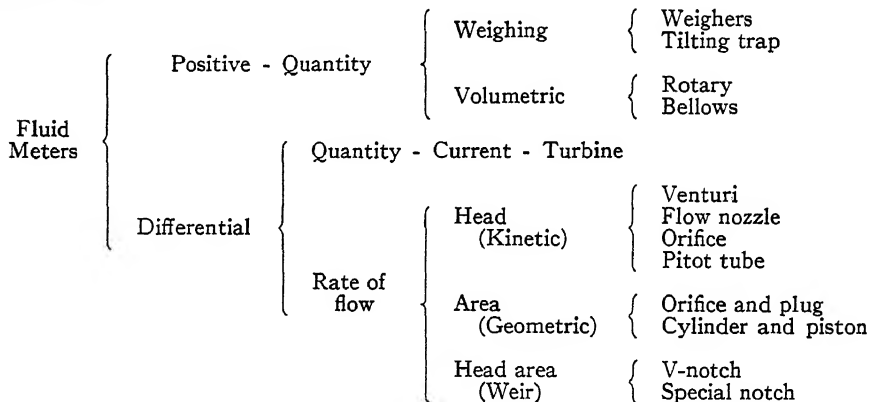 Fluid
Meters
Positive - Quantity
Weighing
Weighers
Tilting trap
Volumetric
Rotary
Bellows
Differential
Quantity - Current - Turbine
Rate of
flow
Head
(Kinetic)
Venturi
Flow nozzle
Orifice
Pitot tube
Area
(Geometric)
Orifice and plug
Cylinder and piston
Head area
(Weir)
V-notch
Special notch